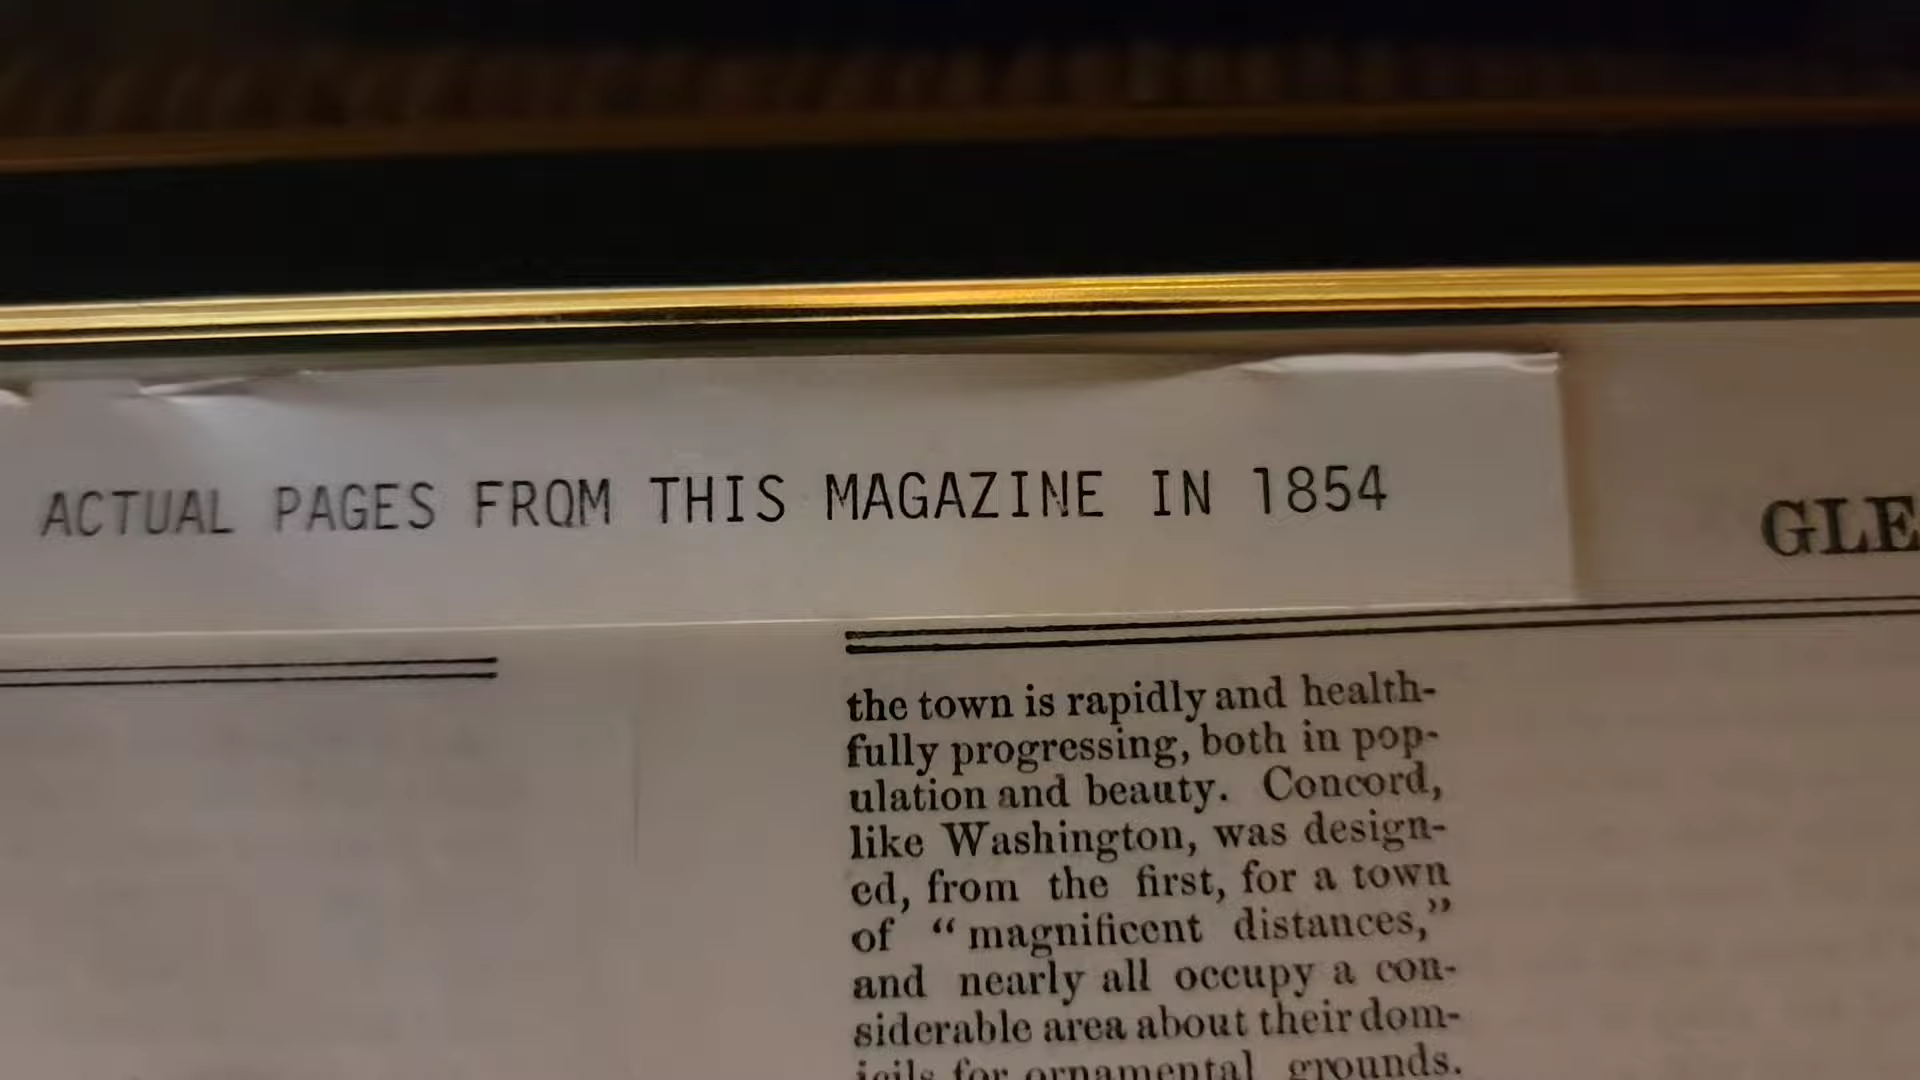 ACTUAL PAGES FROM THIS MAGAZINE IN 1854
GLE
the town is rapidly and health-
fully progressing, both in pop-
ulation and beauty. Concord,
like Washington, was design-
ed, from the first, for a town
of “magnificent distances,”
and nearly all occupy a con-
siderable area about their dom-
icils for ornamental grounds.